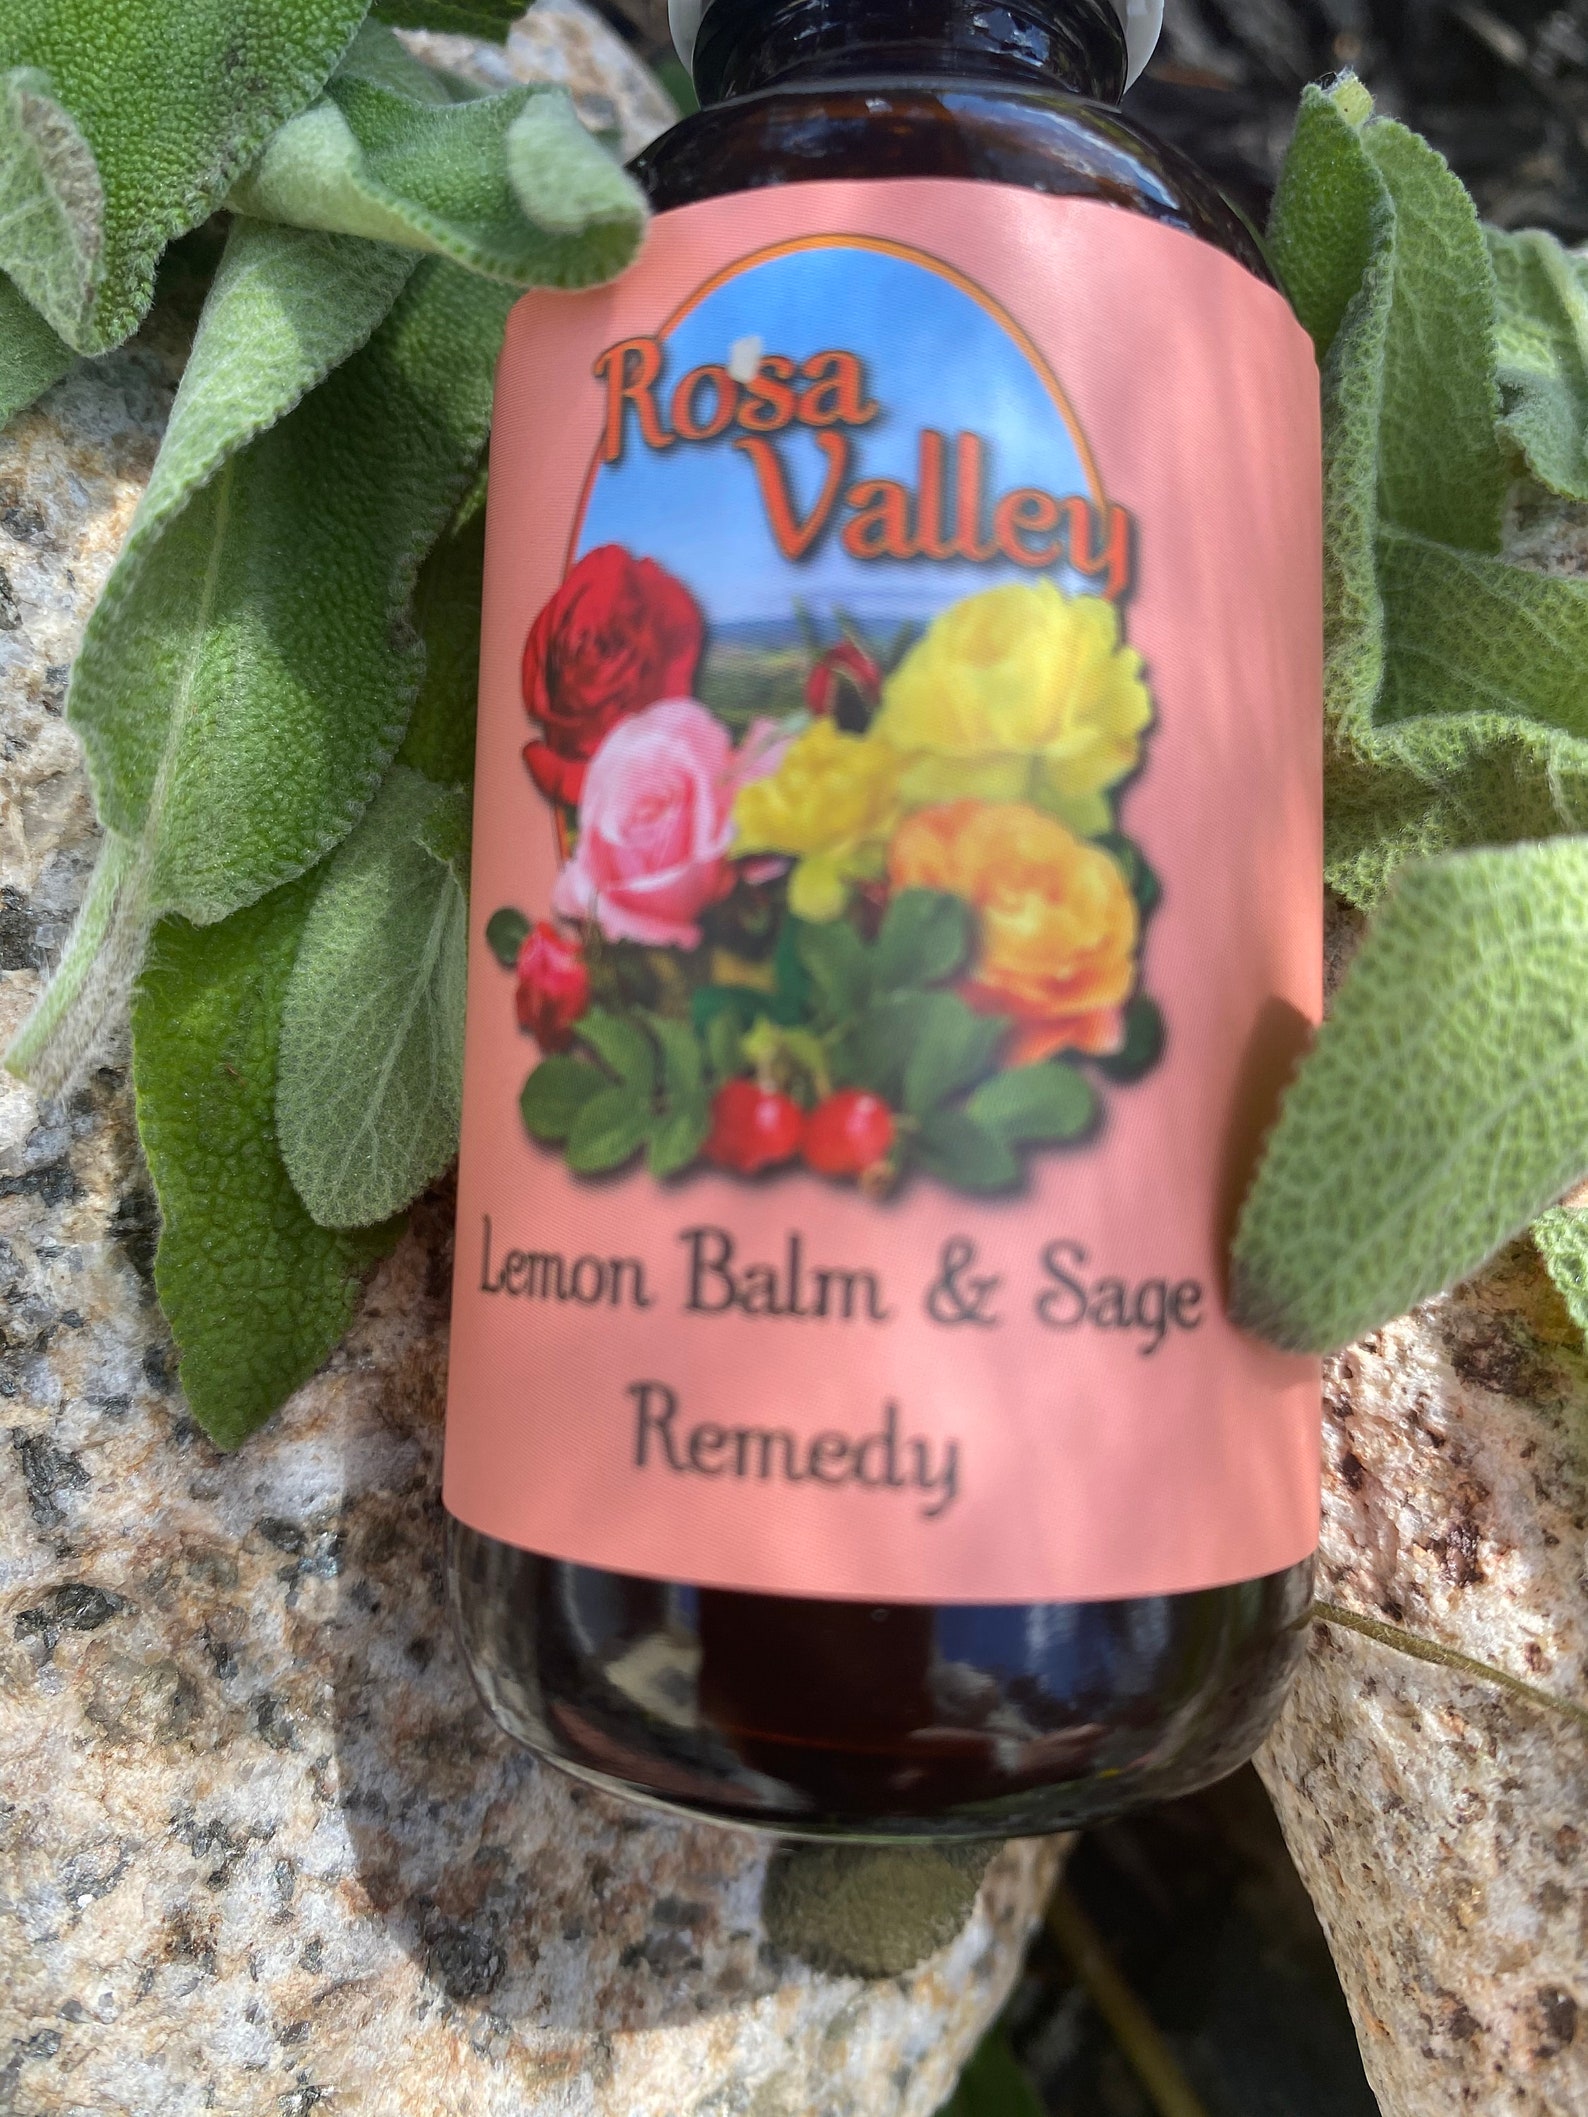 Rosa
Valley
Lemon Balm & Sage
Remedy